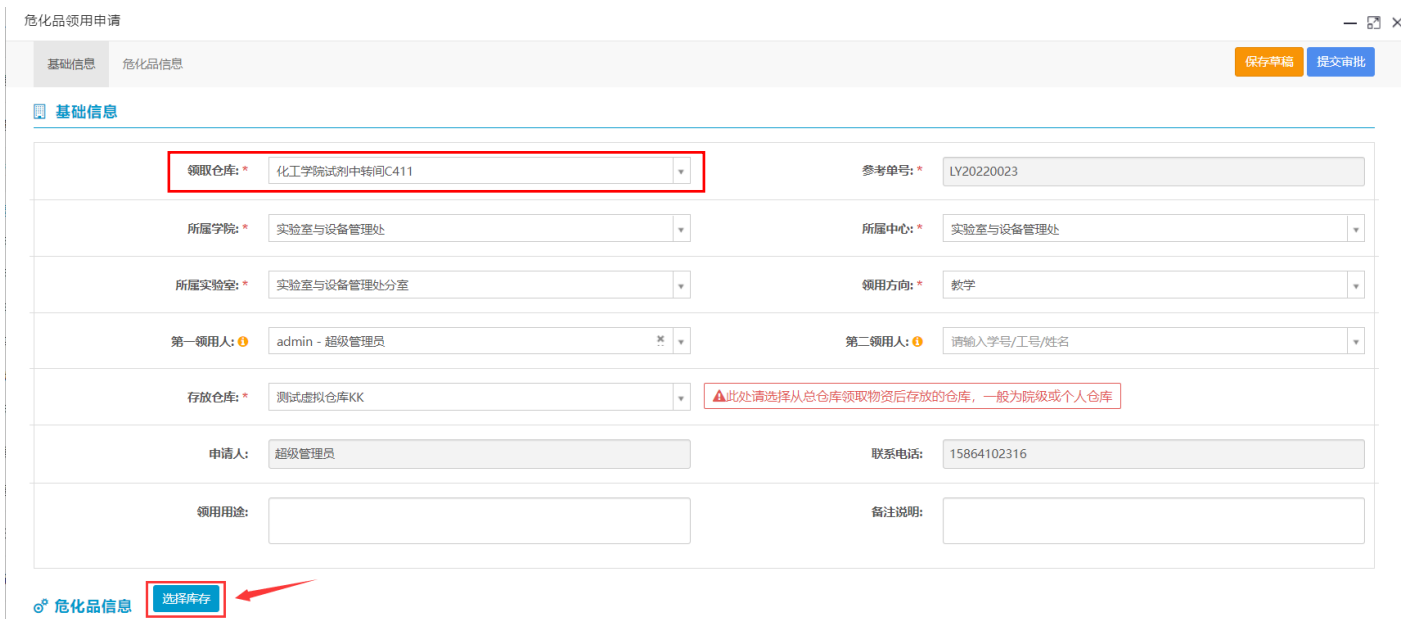 危化品领用申请
基础信息 危化品信息 保存草稿 提交审批
基础信息
领取仓库: * 化工学院试剂中转间C411 参考单号: * LY20220023
所属学院: * 实验室与设备管理处 所属中心: * 实验室与设备管理处
所属实验室: * 实验室与设备管理处分室 领用方向: * 教学
第一领用人: admin - 超级管理员 第二领用人: 请输入学号/工号/姓名
存放仓库: * 测试虚拟仓库KK 此处请选择从总仓库领取物资后存放的仓库，一般为院级或个人仓库
申请人: 超级管理员 联系电话: 15864102316
领用用途: 备注说明:
危化品信息 选择库存